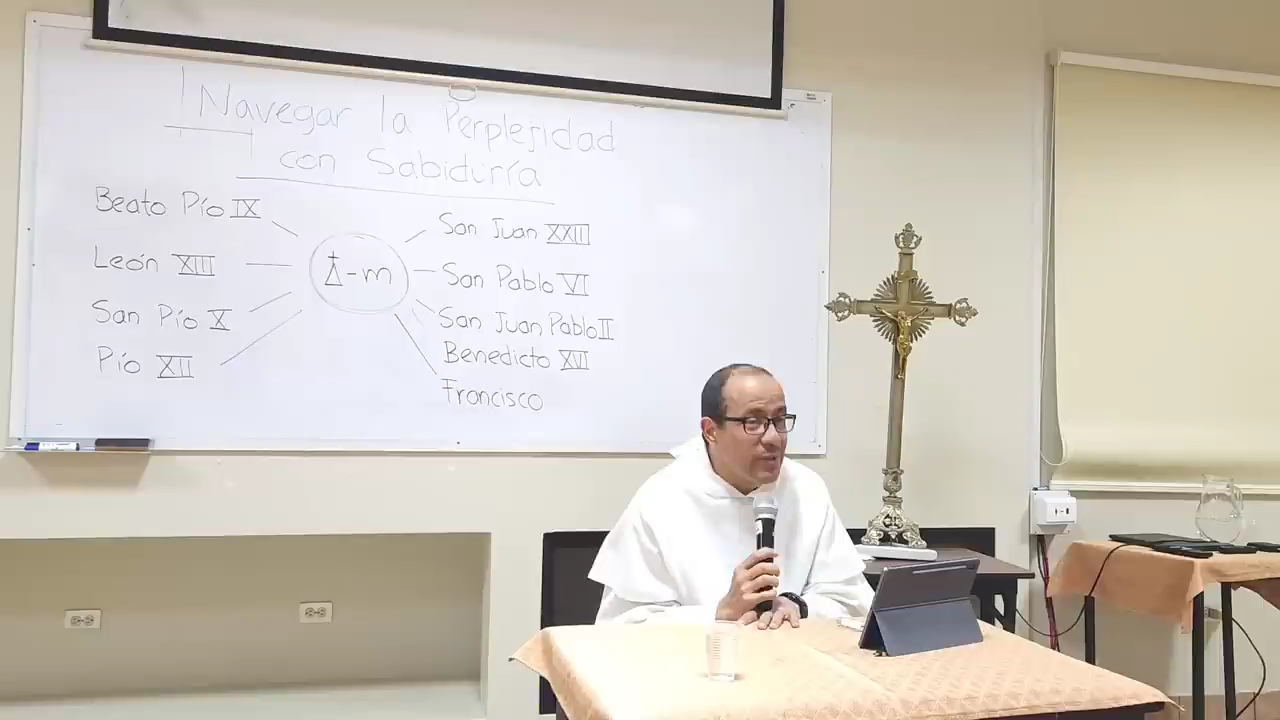 Navegar la Perplejidad
con Sabiduría
Beato Pío IX
León XIII
San Pío X
Pío XII
I-m
San Juan XXIII
San Pablo VI
San Juan Pablo II
Benedicto XVI
Francisco